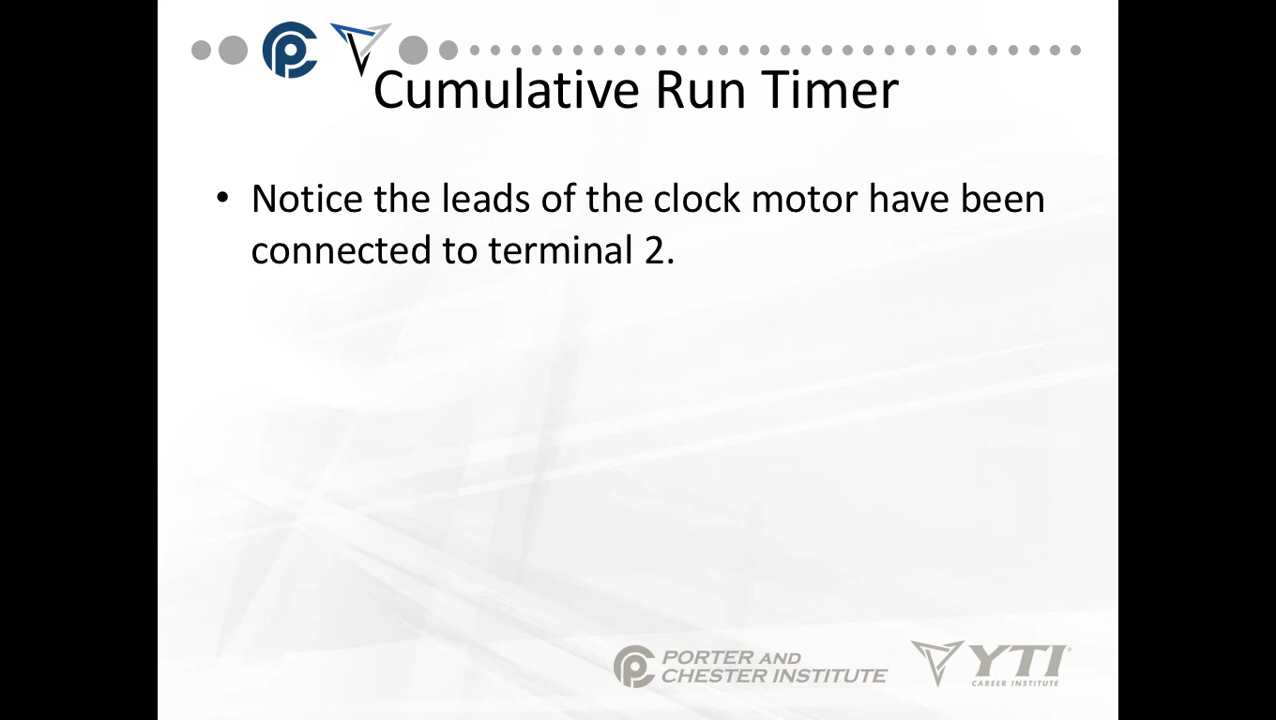 Cumulative Run Timer
• Notice the leads of the clock motor have been
connected to terminal 2.
PORTER AND
CHESTER INSTITUTE
YTI
CAREER INSTITUTE